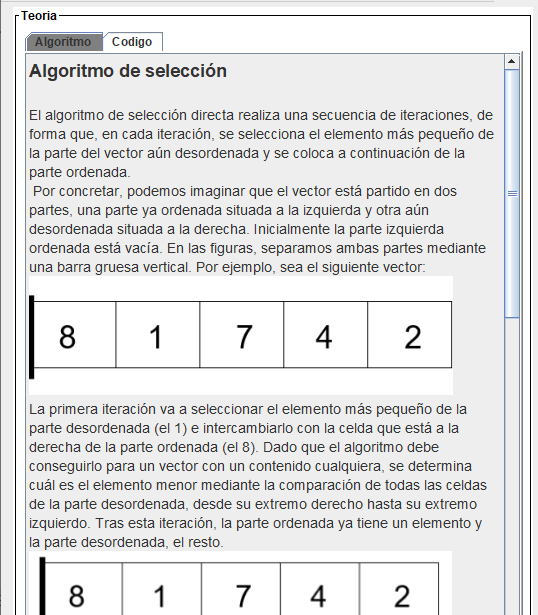 Teoria
Algoritmo
Codigo
Algoritmo de selección
El algoritmo de selección directa realiza una secuencia de iteraciones, de
forma que, en cada iteración, se selecciona el elemento más pequeño de
la parte del vector aún desordenada y se coloca a continuación de la
parte ordenada.
Por concretar, podemos imaginar que el vector está partido en dos
partes, una parte ya ordenada situada a la izquierda y otra aún
desordenada situada a la derecha. Inicialmente la parte izquierda
ordenada está vacía. En las figuras, separamos ambas partes mediante
una barra gruesa vertical. Por ejemplo, sea el siguiente vector:
8 1 7 4 2
La primera iteración va a seleccionar el elemento más pequeño de la
parte desordenada (el 1) e intercambiarlo con la celda que está a la
derecha de la parte ordenada (el 8). Dado que el algoritmo debe
conseguirlo para un vector con un contenido cualquiera, se determina
cuál es el elemento menor mediante la comparación de todas las celdas
de la parte desordenada, desde su extremo derecho hasta su extremo
izquierdo. Tras esta iteración, la parte ordenada ya tiene un elemento y
la parte desordenada, el resto.
8 1 7 4 2